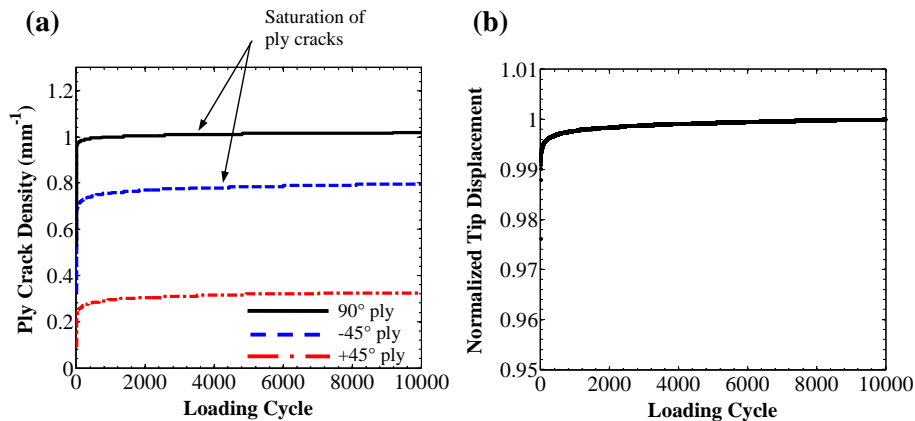 (a)
Saturation of
ply cracks
Ply Crack Density (mm-1)
1.2
1
0.8
0.6
0.4
0.2
0
0 2000 4000 6000 8000 10000
Loading Cycle
90° ply
-45° ply
+45° ply
(b)
Normalized Tip Displacement
1.01
1
0.99
0.98
0.97
0.96
0.95
0 2000 4000 6000 8000 10000
Loading Cycle